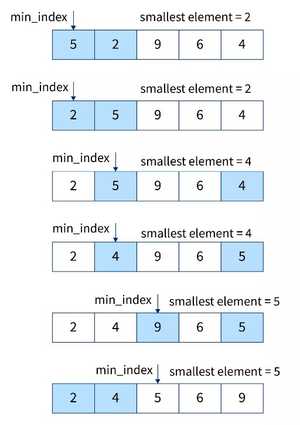 min_index smallest element = 2
5 2 9 6 4
min_index smallest element = 2
2 5 9 6 4
min_index smallest element = 4
2 5 9 6 4
min_index smallest element = 4
2 4 9 6 5
min_index smallest element = 5
2 4 9 6 5
min_index smallest element = 5
2 4 5 6 9